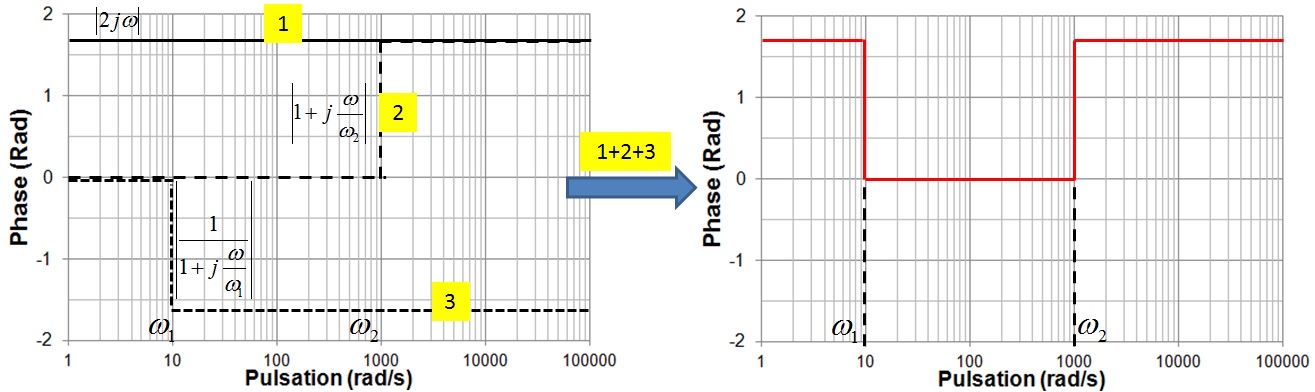 |2jω|
1
2
1
0
-1
-2
Phase (Rad)
|1 + j ω/ω₂|
2
|1/(1 + j ω/ω₁)|
3
ω₁
ω₂
1 10 100 1000 10000 100000
Pulsation (rad/s)
1+2+3
2
1
0
-1
-2
Phase (Rad)
ω₁
ω₂
1 10 100 1000 10000 100000
Pulsation (rad/s)